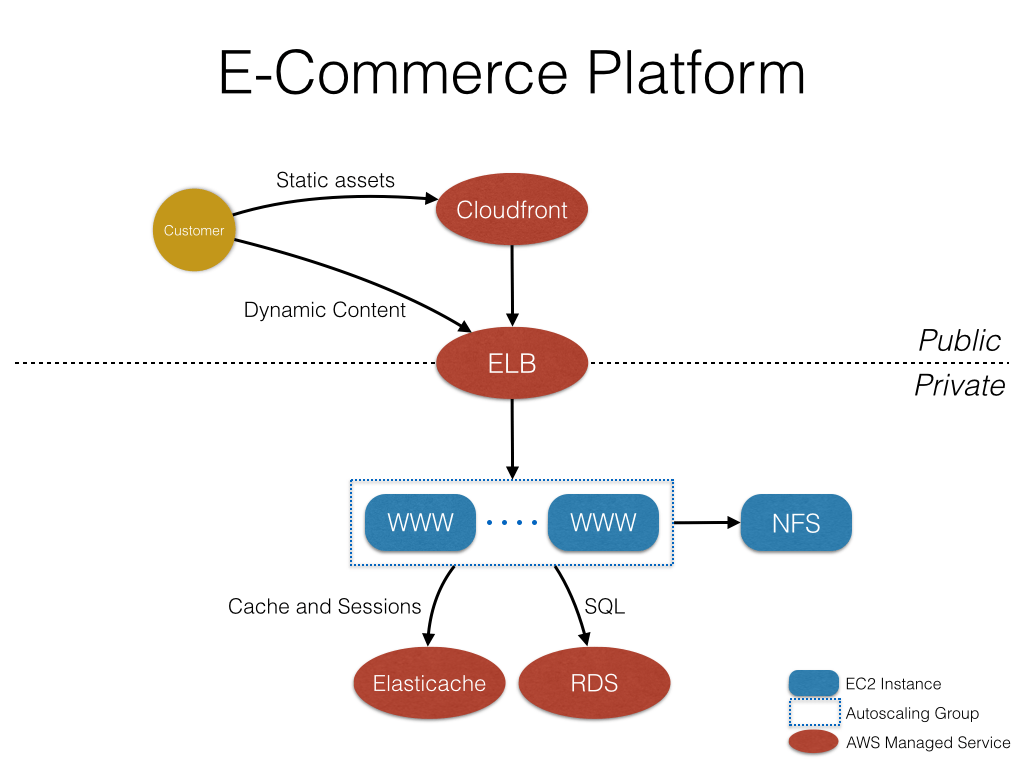 E-Commerce Platform
Static assets
Customer
Cloudfront
Dynamic Content
Public
ELB
Private
WWW
WWW
NFS
Cache and Sessions
SQL
Elasticache
RDS
EC2 Instance
Autoscaling Group
AWS Managed Service